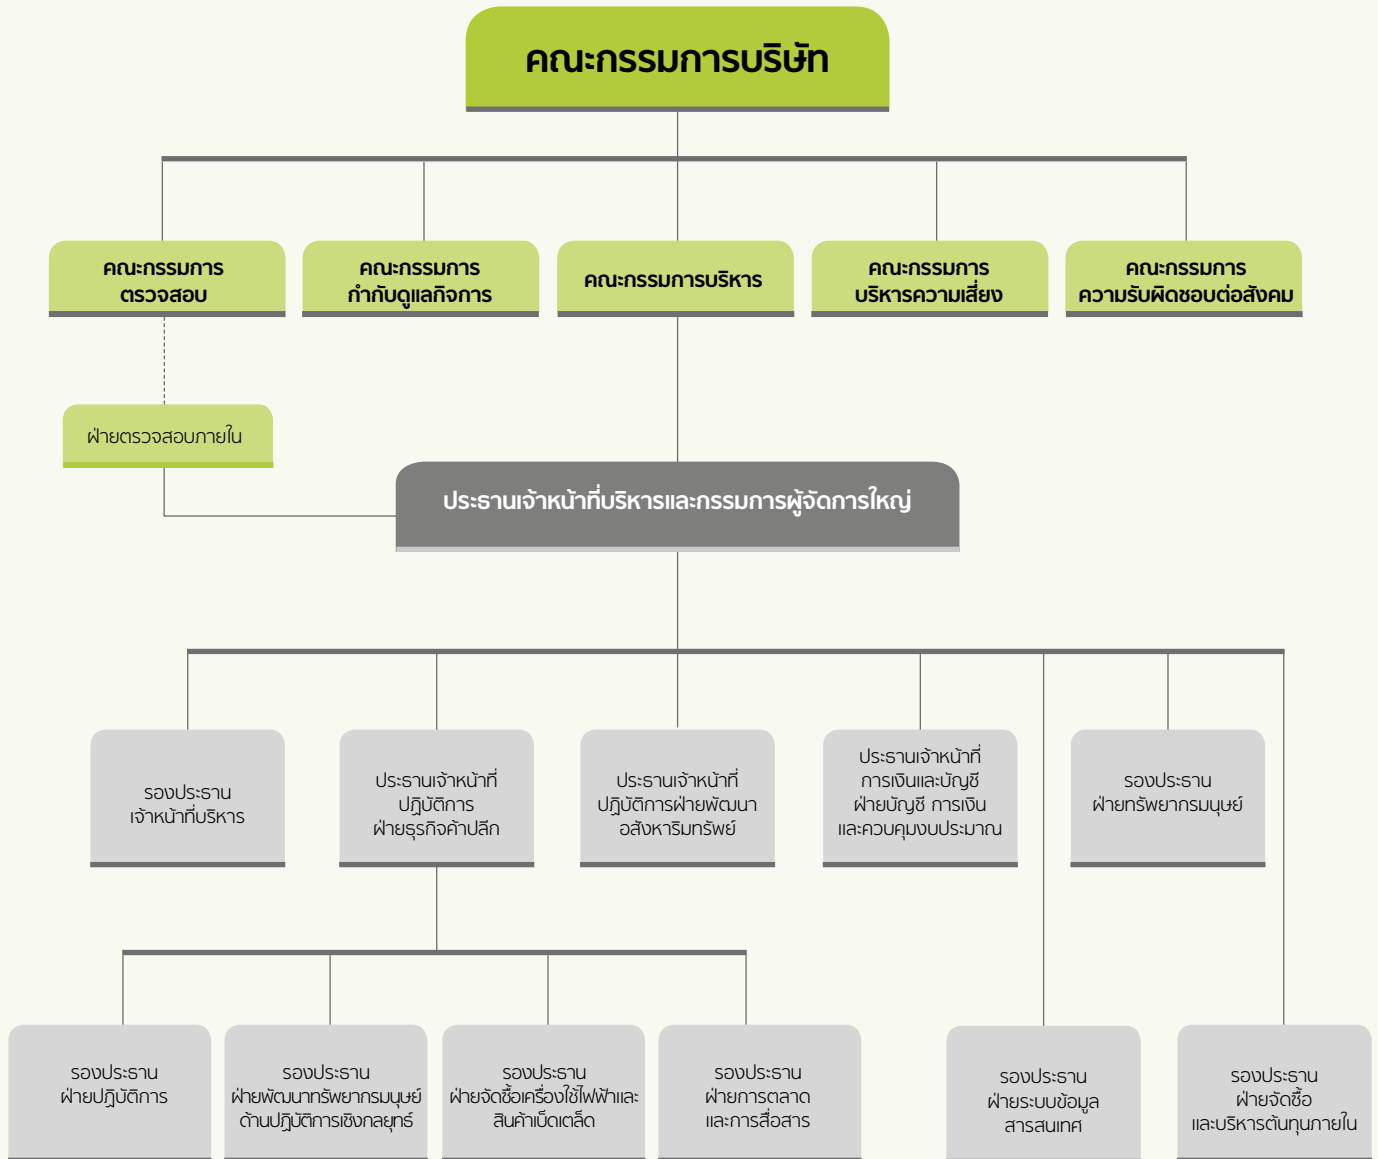 คณะกรรมการบริษัท
คณะกรรมการ
ตรวจสอบ
คณะกรรมการ
กำกับดูแลกิจการ
คณะกรรมการบริหาร
คณะกรรมการ
บริหารความเสี่ยง
คณะกรรมการ
ความรับผิดชอบต่อสังคม
ฝ่ายตรวจสอบภายใน
ประธานเจ้าหน้าที่บริหารและกรรมการผู้จัดการใหญ่
รองประธาน
เจ้าหน้าที่บริหาร
ประธานเจ้าหน้าที่
ปฏิบัติการ
ฝ่ายธุรกิจค้าปลีก
ประธานเจ้าหน้าที่
ปฏิบัติการฝ่ายพัฒนา
อสังหาริมทรัพย์
ประธานเจ้าหน้าที่
การเงินและบัญชี
ฝ่ายบัญชี การเงิน
และควบคุมงบประมาณ
รองประธาน
ฝ่ายทรัพยากรมนุษย์
รองประธาน
ฝ่ายปฏิบัติการ
รองประธาน
ฝ่ายพัฒนาทรัพยากรมนุษย์
ด้านปฏิบัติการเชิงกลยุทธ์
รองประธาน
ฝ่ายจัดซื้อเครื่องใช้ไฟฟ้าและ
สินค้าเบ็ดเตล็ด
รองประธาน
ฝ่ายการตลาด
และการสื่อสาร
รองประธาน
ฝ่ายระบบข้อมูล
สารสนเทศ
รองประธาน
ฝ่ายจัดซื้อ
และบริหารต้นทุนภายใน